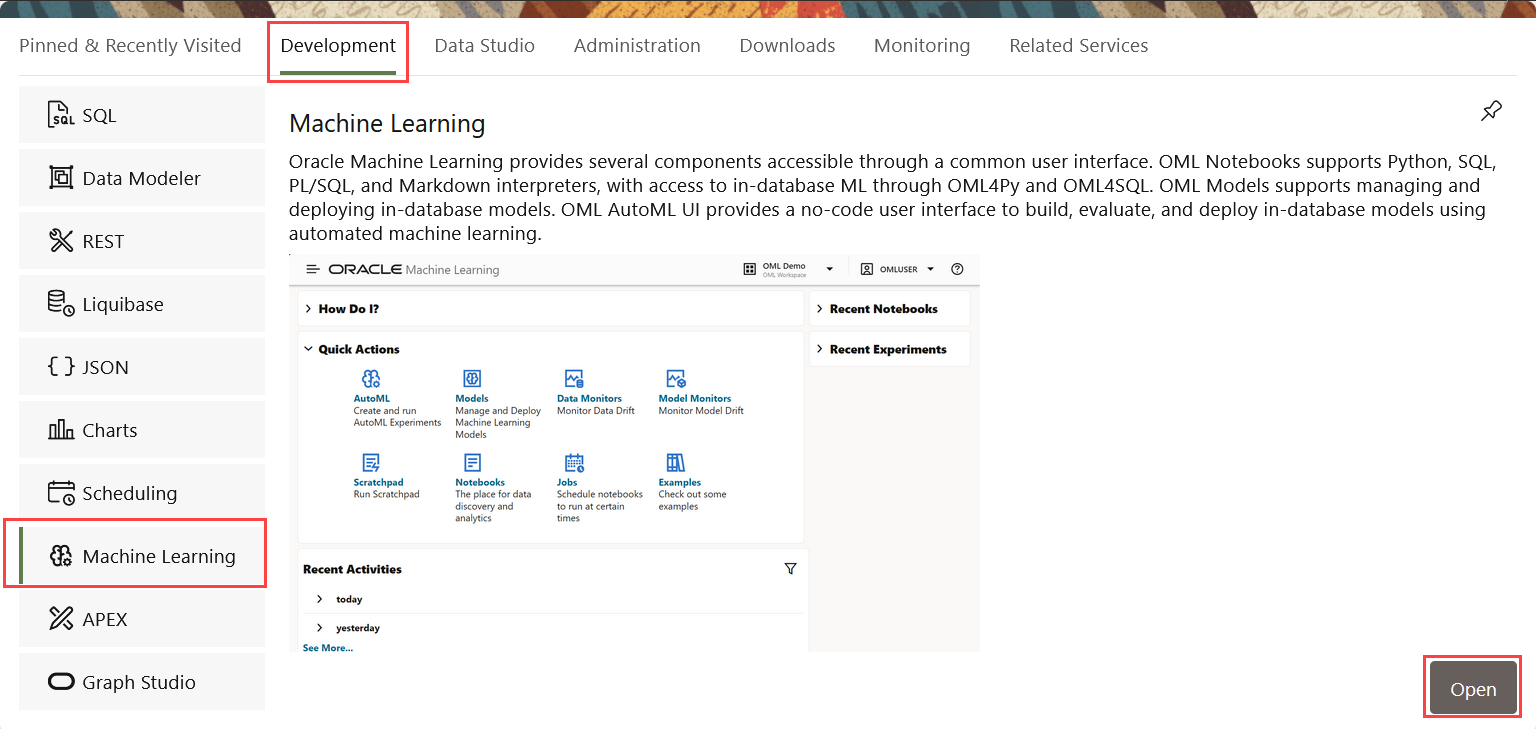 Pinned & Recently Visited
Development
Data Studio
Administration
Downloads
Monitoring
Related Services
SQL
SQL
Data Modeler
REST
Liquibase
{ } JSON
Charts
Scheduling
Machine Learning
APEX
Graph Studio
Machine Learning
Oracle Machine Learning provides several components accessible through a common user interface. OML Notebooks supports Python, SQL,
PL/SQL, and Markdown interpreters, with access to in-database ML through OML4Py and OML4SQL. OML Models supports managing and
deploying in-database models. OML AutoML UI provides a no-code user interface to build, evaluate, and deploy in-database models using
automated machine learning.
ORACLE Machine Learning
OML Demo
OML Workspace
OMLUSER
?
How Do I?
Recent Notebooks
Quick Actions
Recent Experiments
AutoML
Create and run
AutoML Experiments
Models
Manage and Deploy
Machine Learning
Models
Data Monitors
Monitor Data Drift
Model Monitors
Monitor Model Drift
Scratchpad
Run Scratchpad
Notebooks
The place for data
discovery and
analytics
Jobs
Schedule notebooks
to run at certain
times
Examples
Check out some
examples
Recent Activities
today
yesterday
See More...
Open